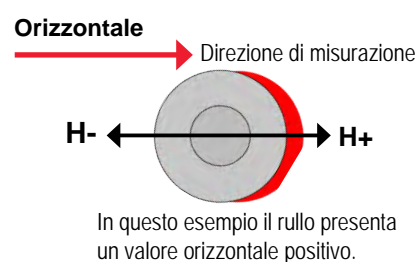 Orizzontale
Direzione di misurazione
H- H+
In questo esempio il rullo presenta
un valore orizzontale positivo.